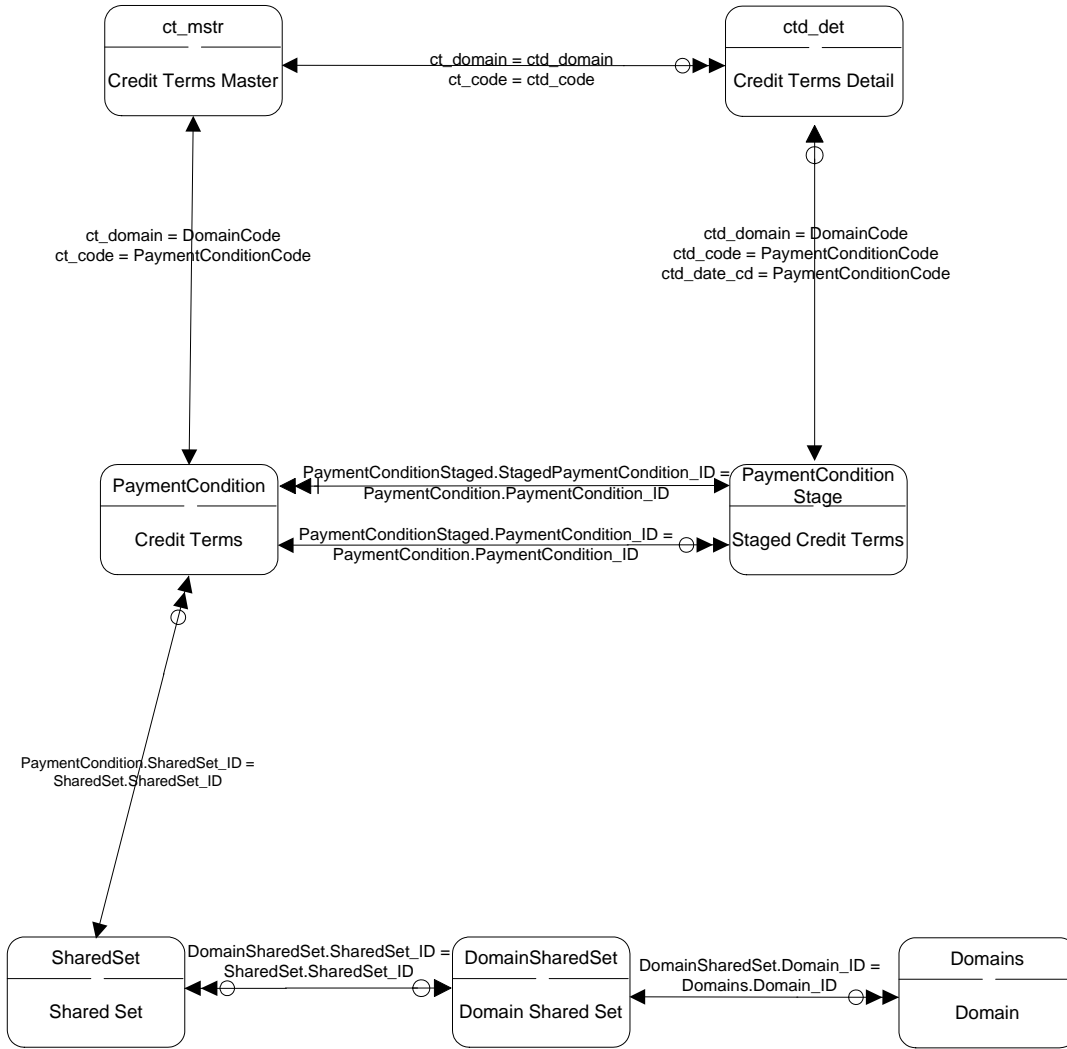 ct_mstr
Credit Terms Master
ct_domain = ctd_domain
ct_code = ctd_code
ctd_det
Credit Terms Detail
ct_domain = DomainCode
ct_code = PaymentConditionCode
ctd_domain = DomainCode
ctd_code = PaymentConditionCode
ctd_date_cd = PaymentConditionCode
PaymentCondition
Credit Terms
PaymentConditionStaged.StagedPaymentCondition_ID =
PaymentCondition.PaymentCondition_ID
PaymentConditionStaged.PaymentCondition_ID =
PaymentCondition.PaymentCondition_ID
PaymentCondition
Stage
Staged Credit Terms
PaymentCondition.SharedSet_ID =
SharedSet.SharedSet_ID
SharedSet
Shared Set
DomainSharedSet.SharedSet_ID =
SharedSet.SharedSet_ID
DomainSharedSet
Domain Shared Set
DomainSharedSet.Domain_ID =
Domains.Domain_ID
Domains
Domain